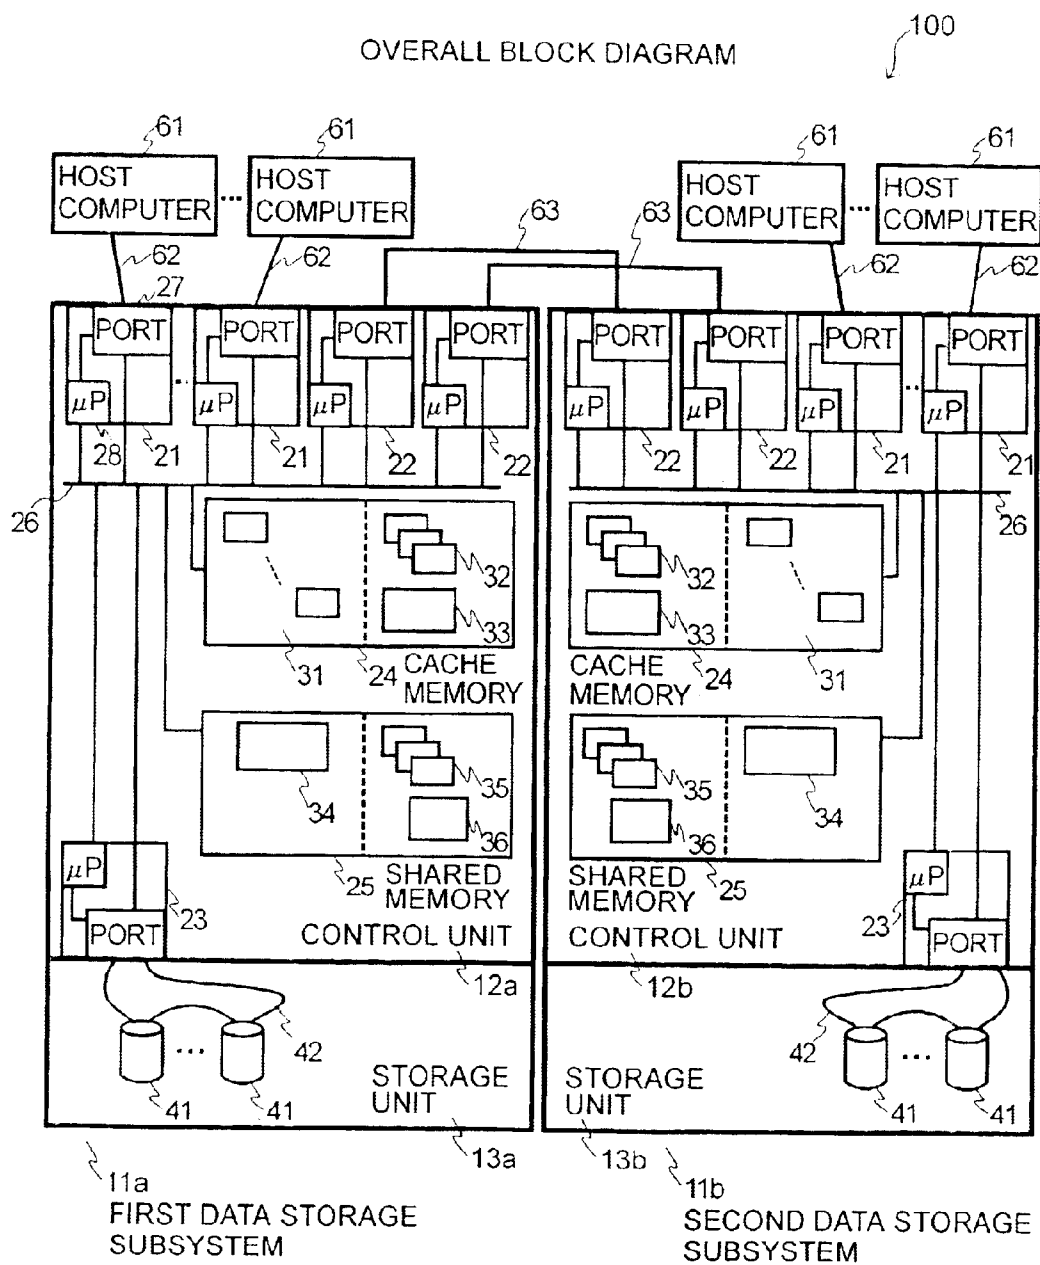 100
OVERALL BLOCK DIAGRAM
61 61 61 61
HOST COMPUTER ... HOST COMPUTER
HOST COMPUTER ... HOST COMPUTER
63 63
62 62 62 62
27
PORT PORT PORT PORT PORT PORT PORT PORT
... ...
μP μP μP μP μP μP μP μP
28 21 21 22 22 22 22 21 21
26 26
32 32
33 33
31 24 24 31
CACHE MEMORY
CACHE MEMORY
35 35
34 34
36 36
25 25
SHARED MEMORY
SHARED MEMORY
μP μP
23 23
PORT PORT
CONTROL UNIT CONTROL UNIT
12a 12b
42 42
... ...
41 41 41 41
STORAGE UNIT
STORAGE UNIT
13a 13b
11a
FIRST DATA STORAGE
SUBSYSTEM
11b
SECOND DATA STORAGE
SUBSYSTEM